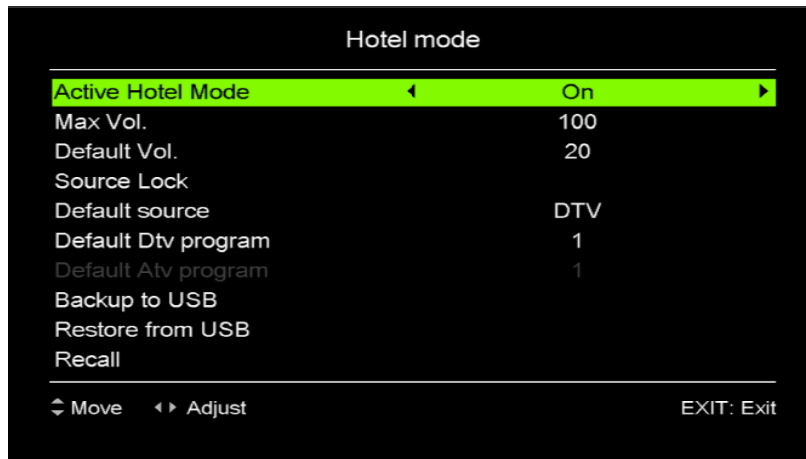 Hotel mode
Active Hotel Mode On
Max Vol. 100
Default Vol. 20
Source Lock
Default source DTV
Default Dtv program 1
Default Atv program 1
Backup to USB
Restore from USB
Recall
Move Adjust EXIT: Exit